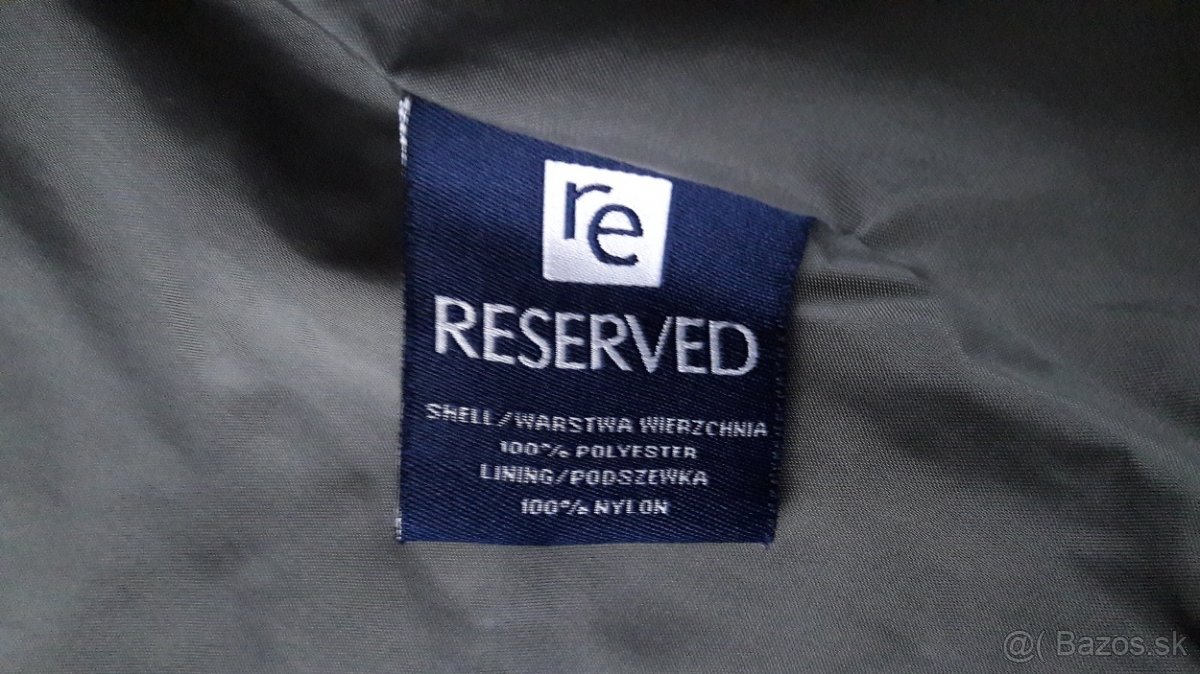 re
RESERVED
SHELL/WARSTWA WIERZCHNIA
100% POLYESTER
LINING/PODSZEWKA
100% NYLON
@( Bazos.sk